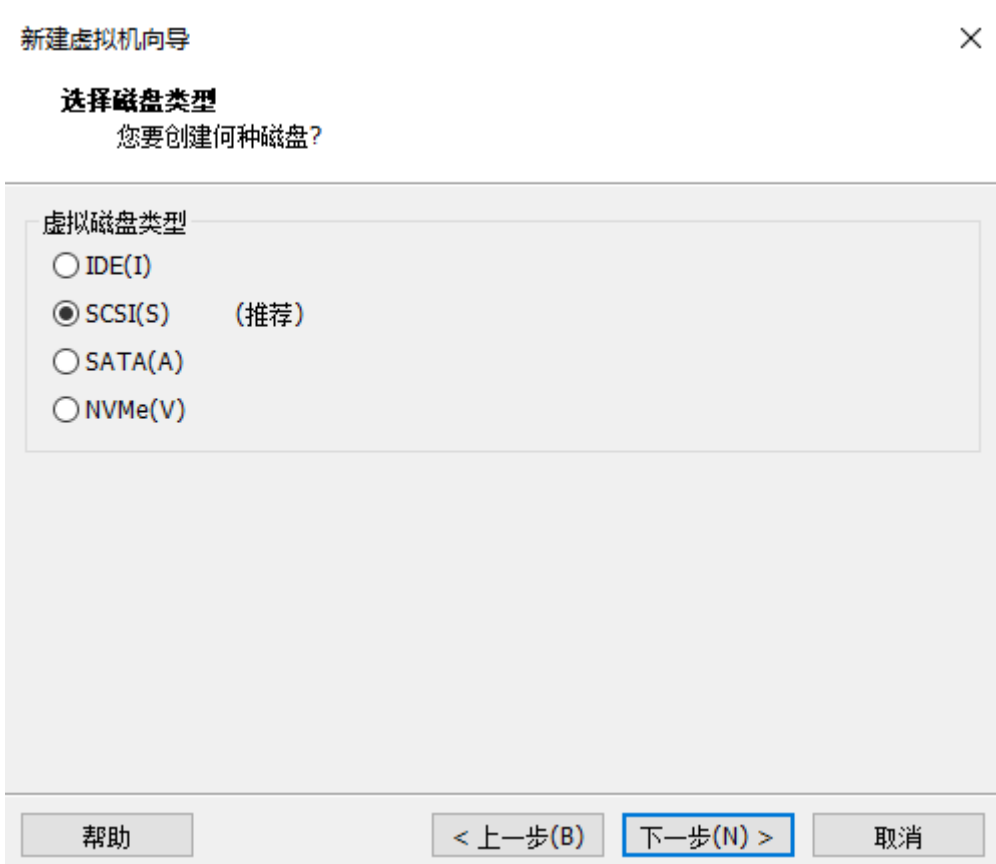 新建虚拟机向导
选择磁盘类型
您要创建何种磁盘?
虚拟磁盘类型
IDE(I)
SCSI(S) (推荐)
SATA(A)
NVMe(V)
帮助 < 上一步(B) 下一步(N) > 取消